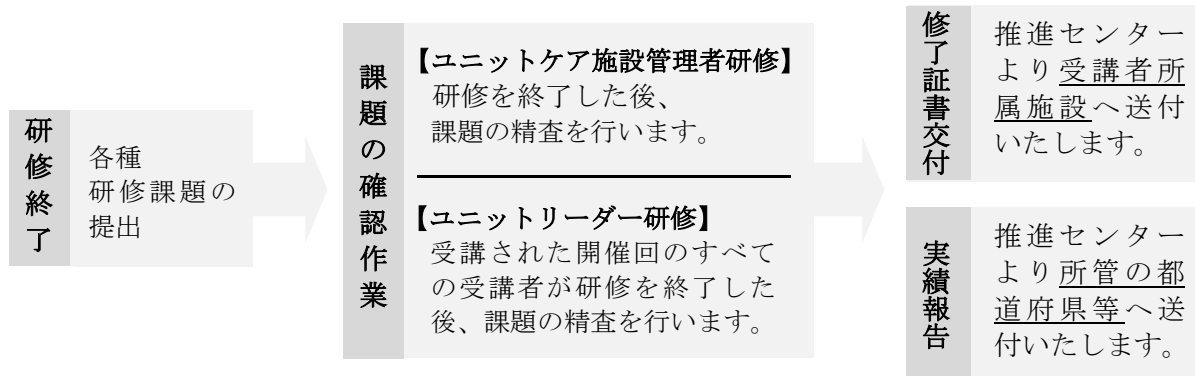 研修終了
各種
研修課題の
提出
課題の確認作業
【ユニットケア施設管理者研修】
研修を終了した後、
課題の精査を行います。
【ユニットリーダー研修】
受講された開催回のすべて
の受講者が研修を終了した
後、課題の精査を行います。
修了証書交付
推進センター
より受講者所
属施設へ送付
いたします。
実績報告
推進センター
より所管の都
道府県等へ送
付いたします。